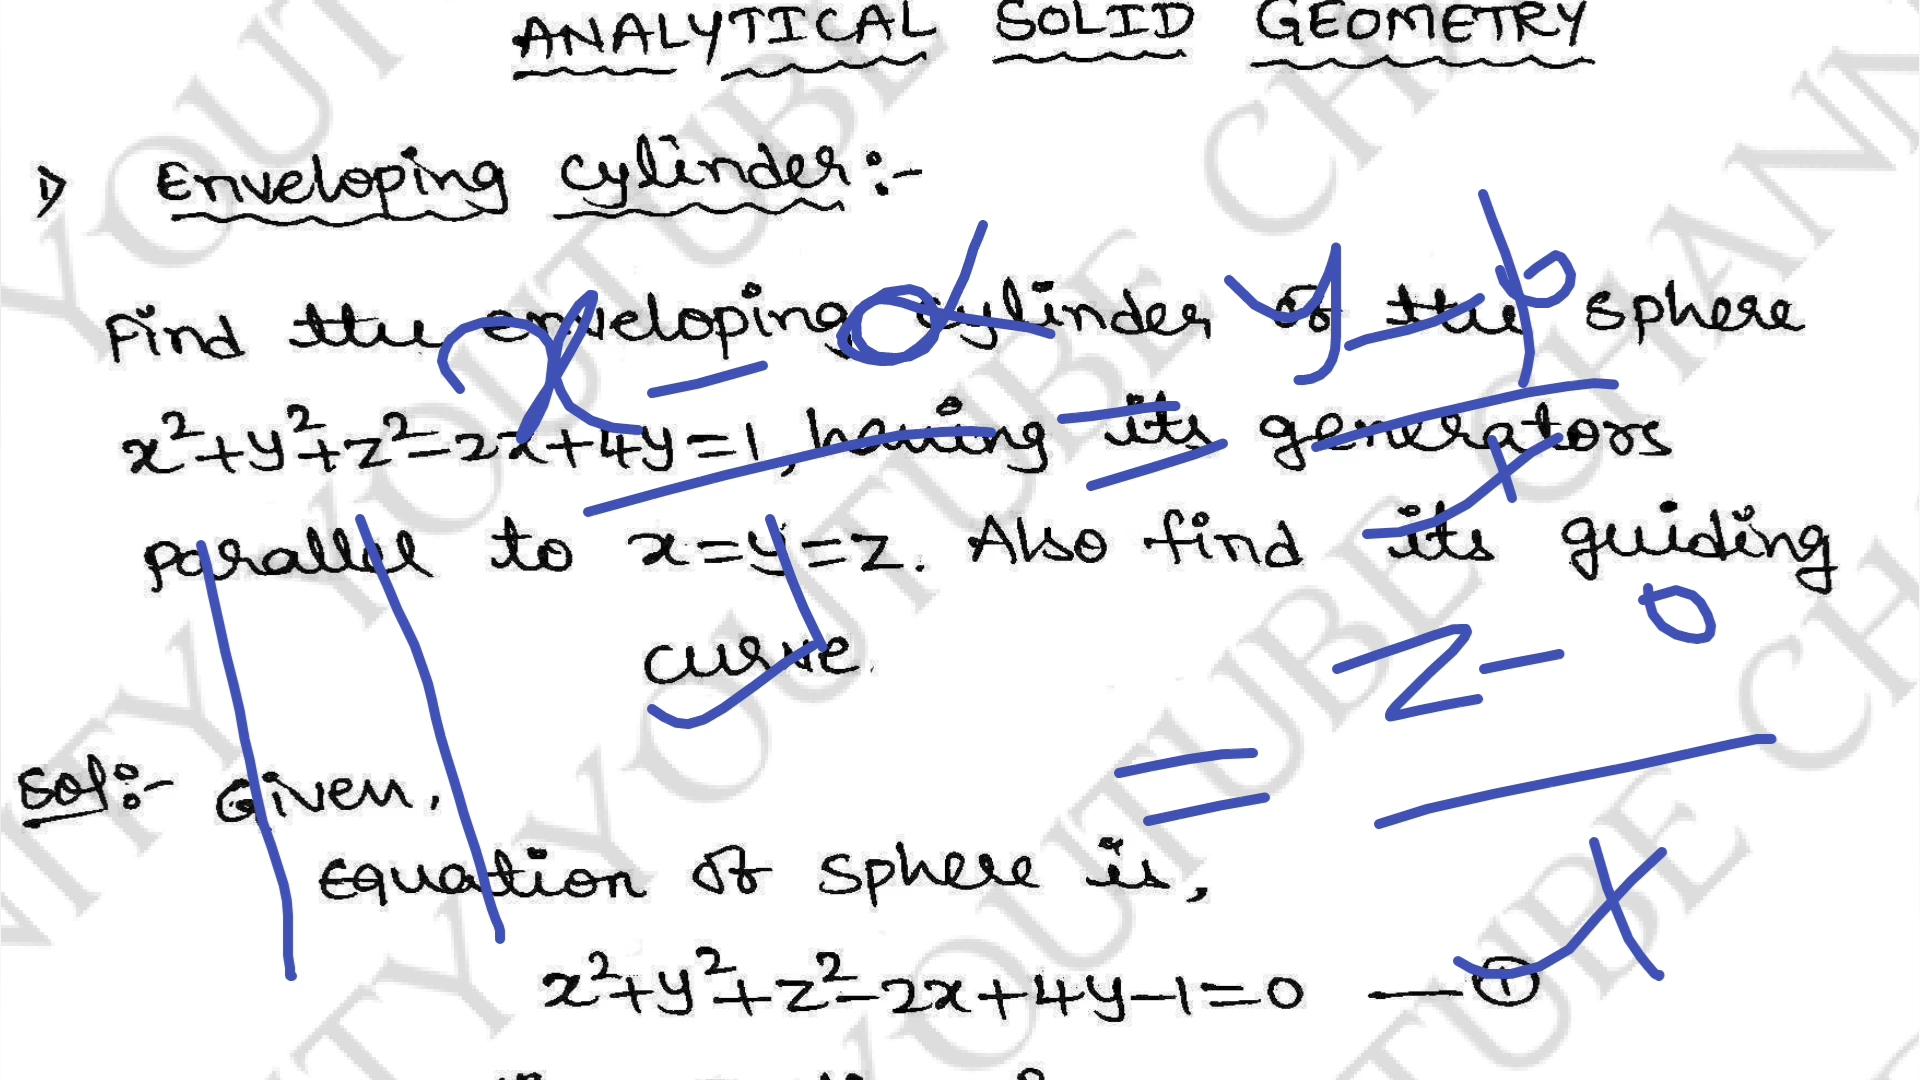 ANALYTICAL SOLID GEOMETRY
1) Enveloping cylinder:-
Find the enveloping cylinder of the sphere
x²+y²+z²-2x+4y=1, having its generators
parallel to x=y=z. Also find its guiding
curve.
Sol:- Given,
Equation of sphere is,
x²+y²+z²-2x+4y-1=0 —①